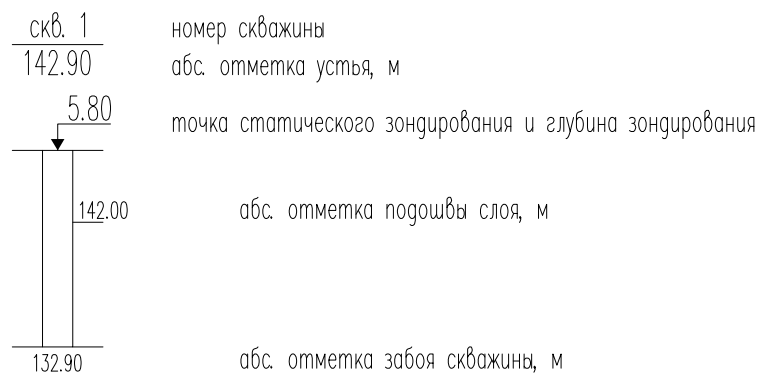 скв. 1 номер скважины
142.90 абс. отметка устья, м
5.80
точка статического зондирования и глубина зондирования
142.00 абс. отметка подошвы слоя, м
132.90 абс. отметка забоя скважины, м